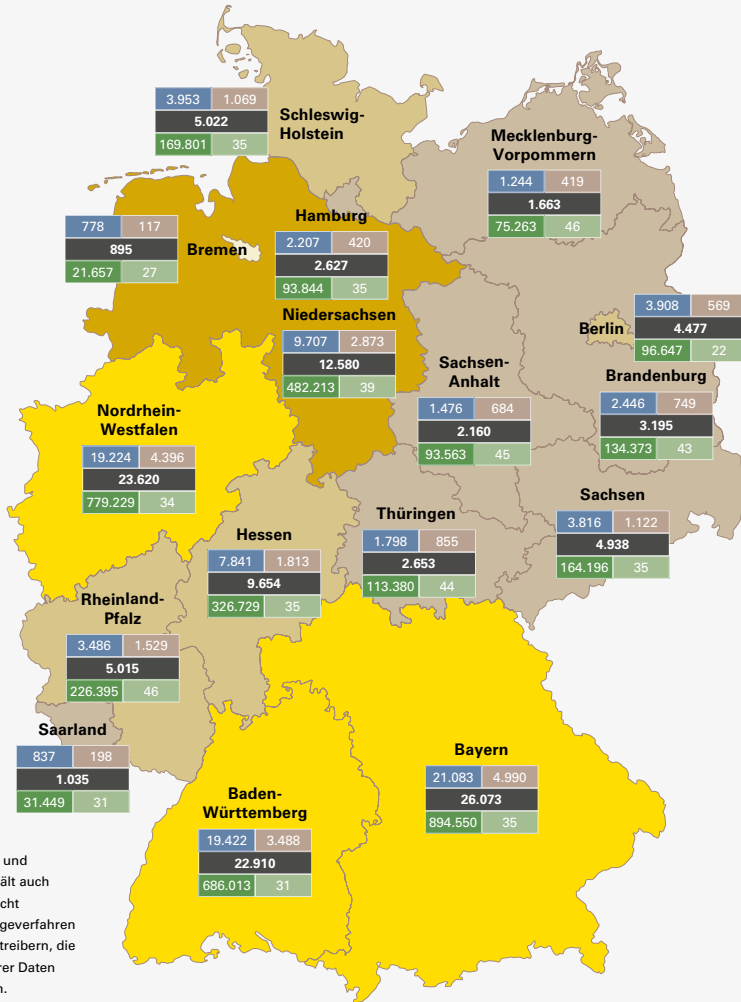 3.953 1.069
5.022
169.801 35
Schleswig-
Holstein
Mecklenburg-
Vorpommern
1.244 419
1.663
75.263 46
778 117
895
21.657 27
Bremen
Hamburg
2.207 420
2.627
93.844 35
Niedersachsen
9.707 2.873
12.580
482.213 39
Berlin
3.908 569
4.477
96.647 22
Sachsen-
Anhalt
1.476 684
2.160
93.563 45
Brandenburg
2.446 749
3.195
134.373 43
Nordrhein-
Westfalen
19.224 4.396
23.620
779.229 34
Hessen
7.841 1.813
9.654
326.729 35
Thüringen
1.798 855
2.653
113.380 44
Sachsen
3.816 1.122
4.938
164.196 35
Rheinland-
Pfalz
3.486 1.529
5.015
226.395 46
Saarland
837 198
1.035
31.449 31
Baden-
Württemberg
19.422 3.488
22.910
686.013 31
Bayern
21.083 4.990
26.073
894.550 35
und
ält auch
cht
geverfahren
treibern, die
rer Daten
n.